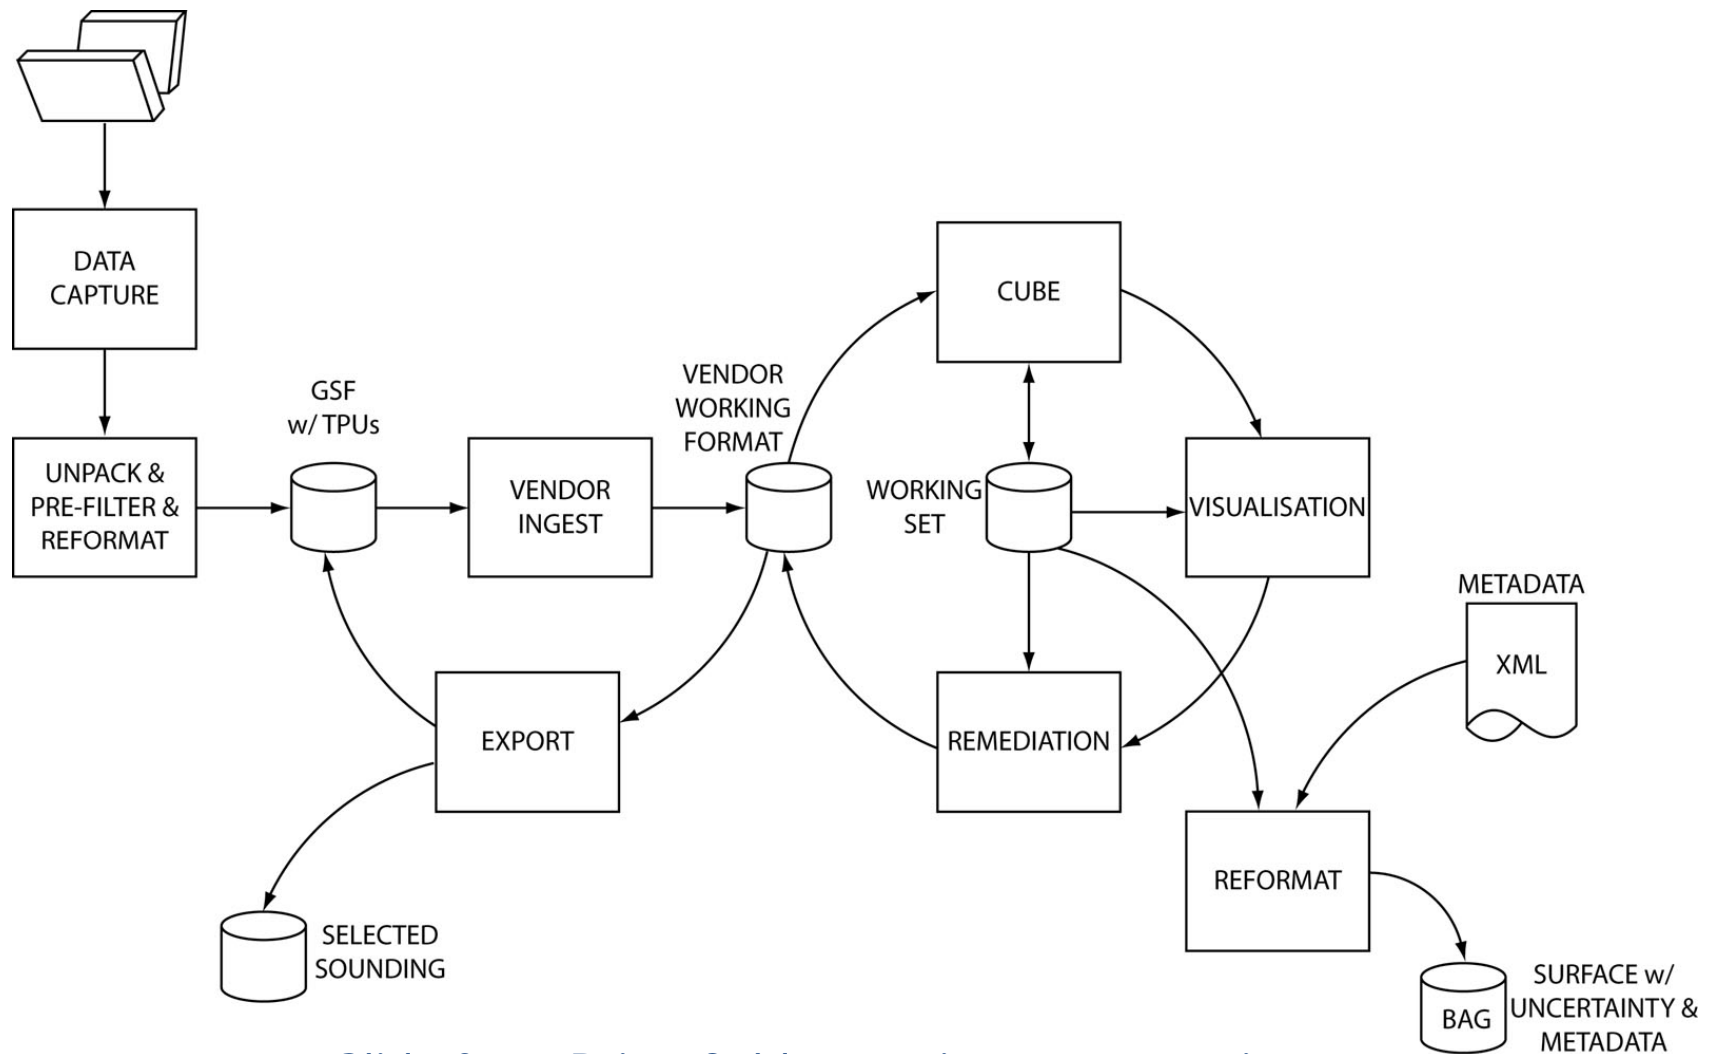 DATA
CAPTURE
UNPACK &
PRE-FILTER &
REFORMAT
GSF
w/ TPUs
VENDOR
INGEST
VENDOR
WORKING
FORMAT
CUBE
WORKING
SET
VISUALISATION
EXPORT
REMEDIATION
METADATA
XML
REFORMAT
SELECTED
SOUNDING
BAG
SURFACE w/
UNCERTAINTY &
METADATA